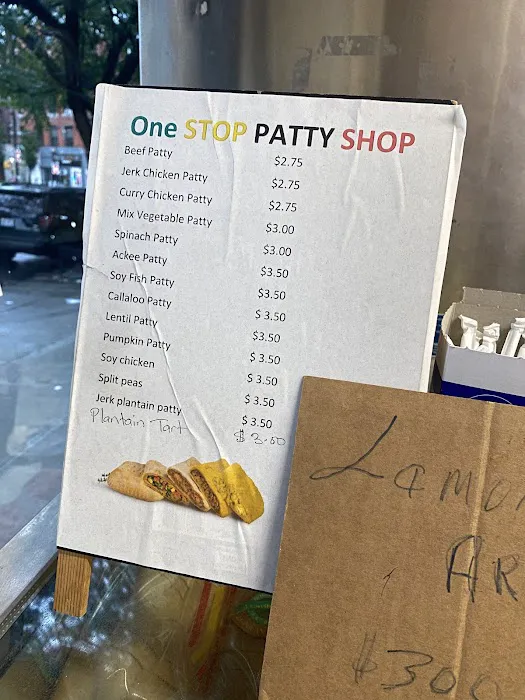 One STOP PATTY SHOP
Beef Patty $2.75
Jerk Chicken Patty $2.75
Curry Chicken Patty $2.75
Mix Vegetable Patty $3.00
Spinach Patty $3.00
Ackee Patty $3.50
Soy Fish Patty $3.50
Callaloo Patty $ 3.50
Lentil Patty $3.50
Pumpkin Patty $ 3.50
Soy chicken $ 3.50
Split peas $ 3.50
Jerk plantain patty $ 3.50
Plantain Tart $ 3.50
AR
$300